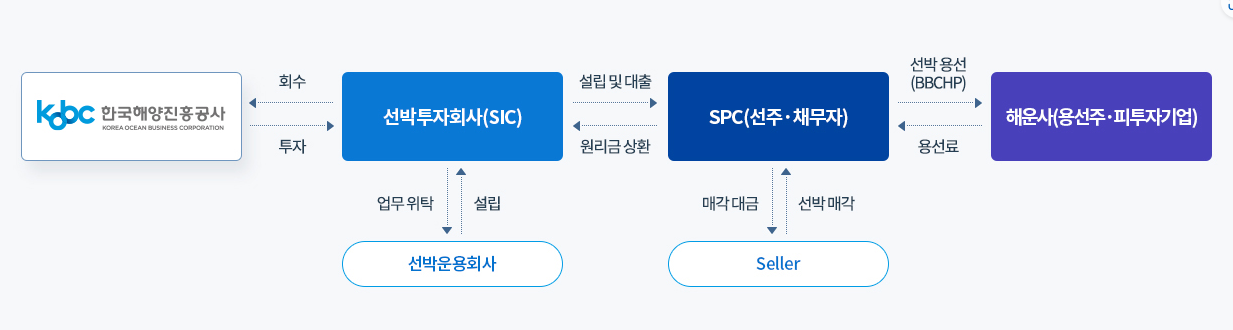 회수
투자
kobc 한국해양진흥공사
KOREA OCEAN BUSINESS CORPORATION
선박투자회사(SIC)
설립 및 대출
원리금 상환
SPC(선주·채무자)
선박 용선
(BBCHP)
용선료
해운사(용선주·피투자기업)
업무 위탁
설립
매각 대금
선박 매각
선박운용회사
Seller